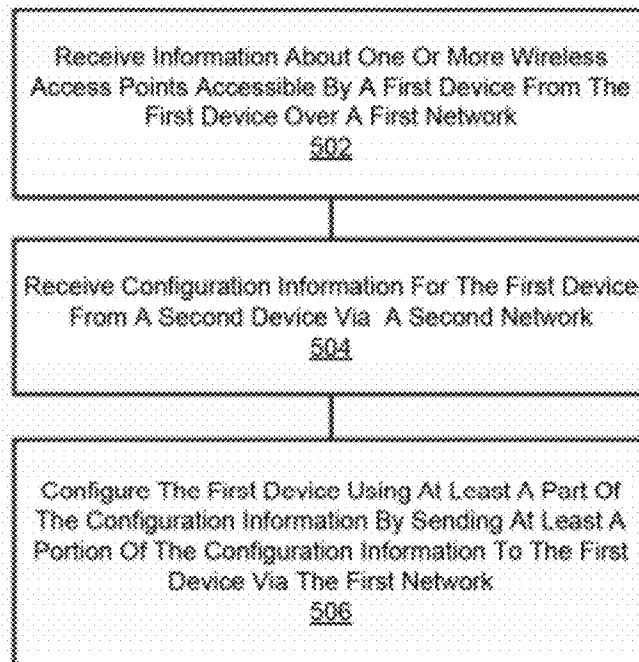 Receive Information About One Or More Wireless
Access Points Accessible By A First Device From The
First Device Over A First Network
502
Receive Configuration Information For The First Device
From A Second Device Via A Second Network
504
Configure The First Device Using At Least A Part Of
The Configuration Information By Sending At Least A
Portion Of The Configuration Information To The First
Device Via The First Network
506